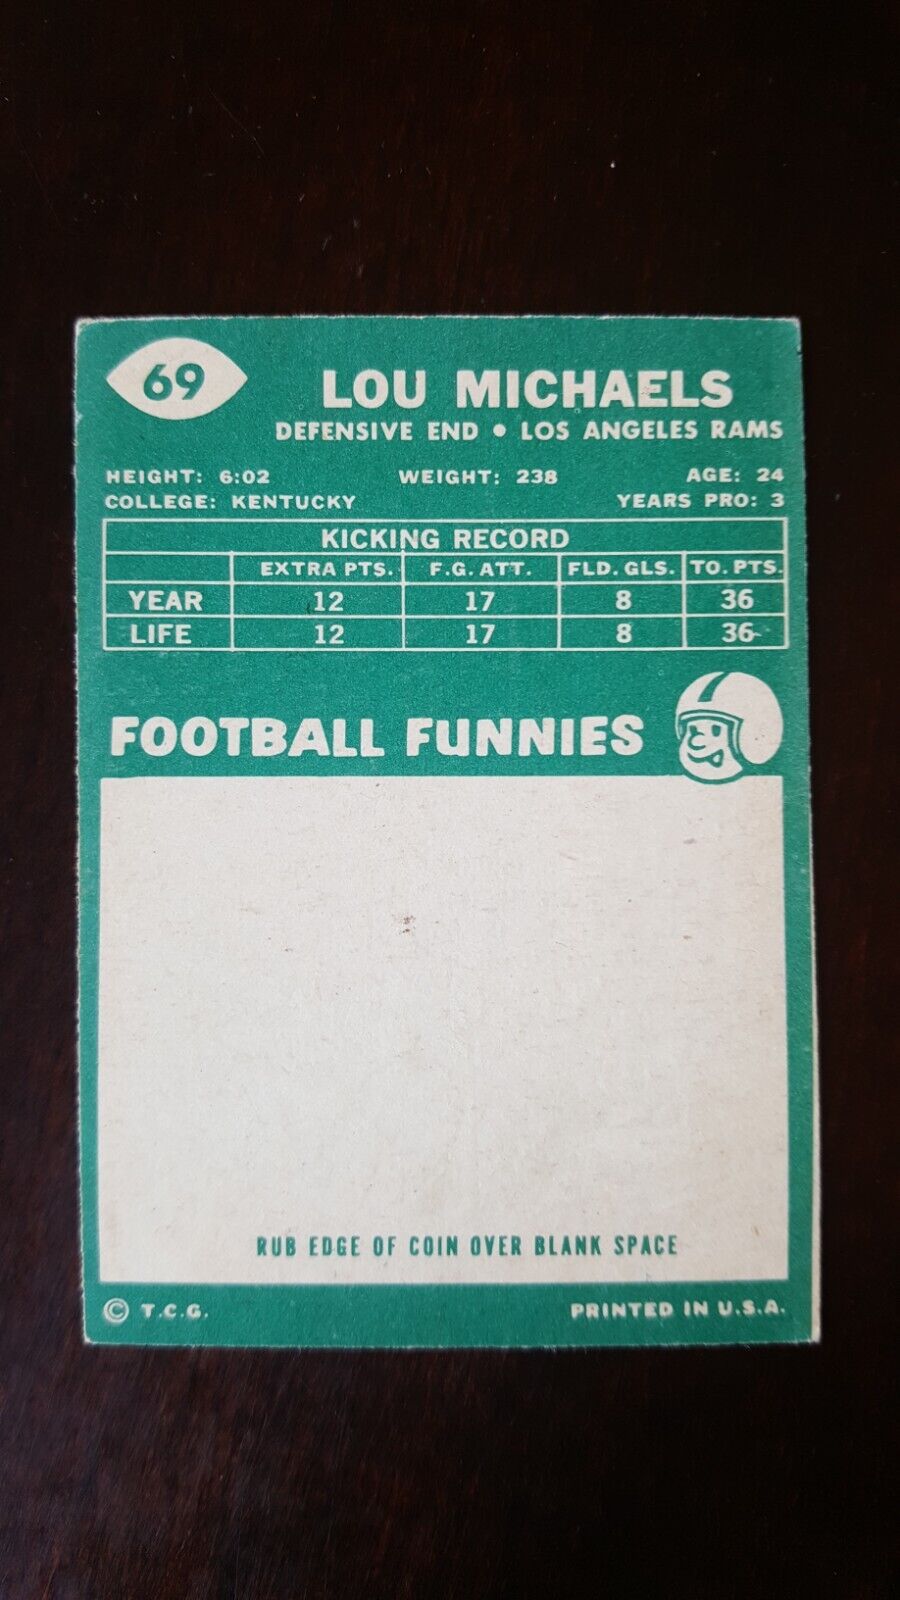 69
LOU MICHAELS
DEFENSIVE END • LOS ANGELES RAMS
HEIGHT: 6:02 WEIGHT: 238 AGE: 24
COLLEGE: KENTUCKY YEARS PRO: 3
KICKING RECORD
EXTRA PTS. F.G. ATT. FLD. GLS. TO. PTS.
YEAR 12 17 8 36
LIFE 12 17 8 36
FOOTBALL FUNNIES
RUB EDGE OF COIN OVER BLANK SPACE
© T.C.G. PRINTED IN U.S.A.